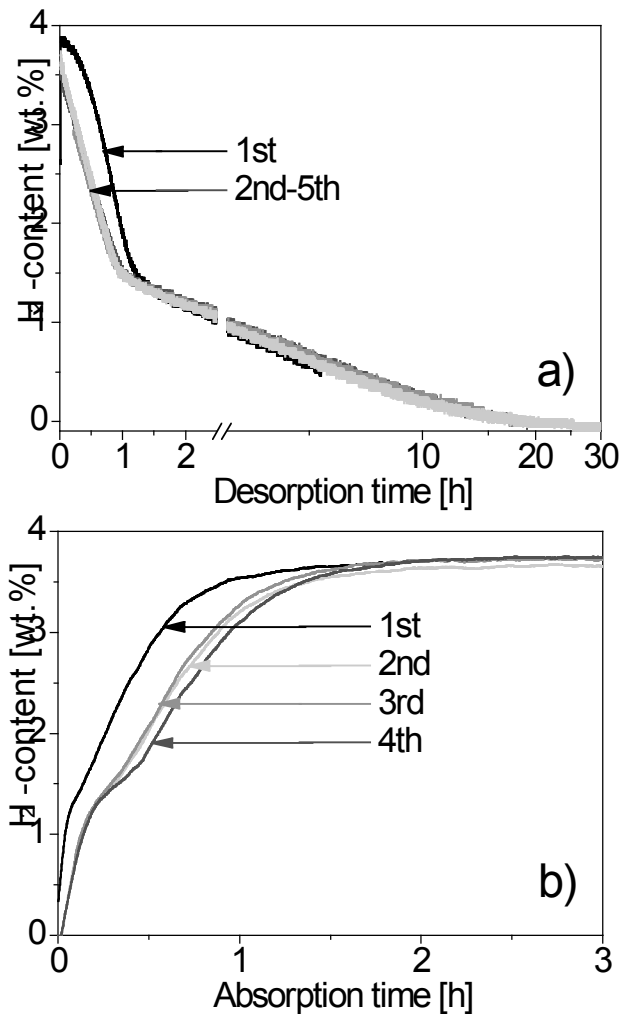 4
3
2
1
0
H2-content [wt.%]
1st
2nd-5th
a)
0 1 2 10 20 30
Desorption time [h]
4
3
2
1
0
H2-content [wt.%]
1st
2nd
3rd
4th
b)
0 1 2 3
Absorption time [h]